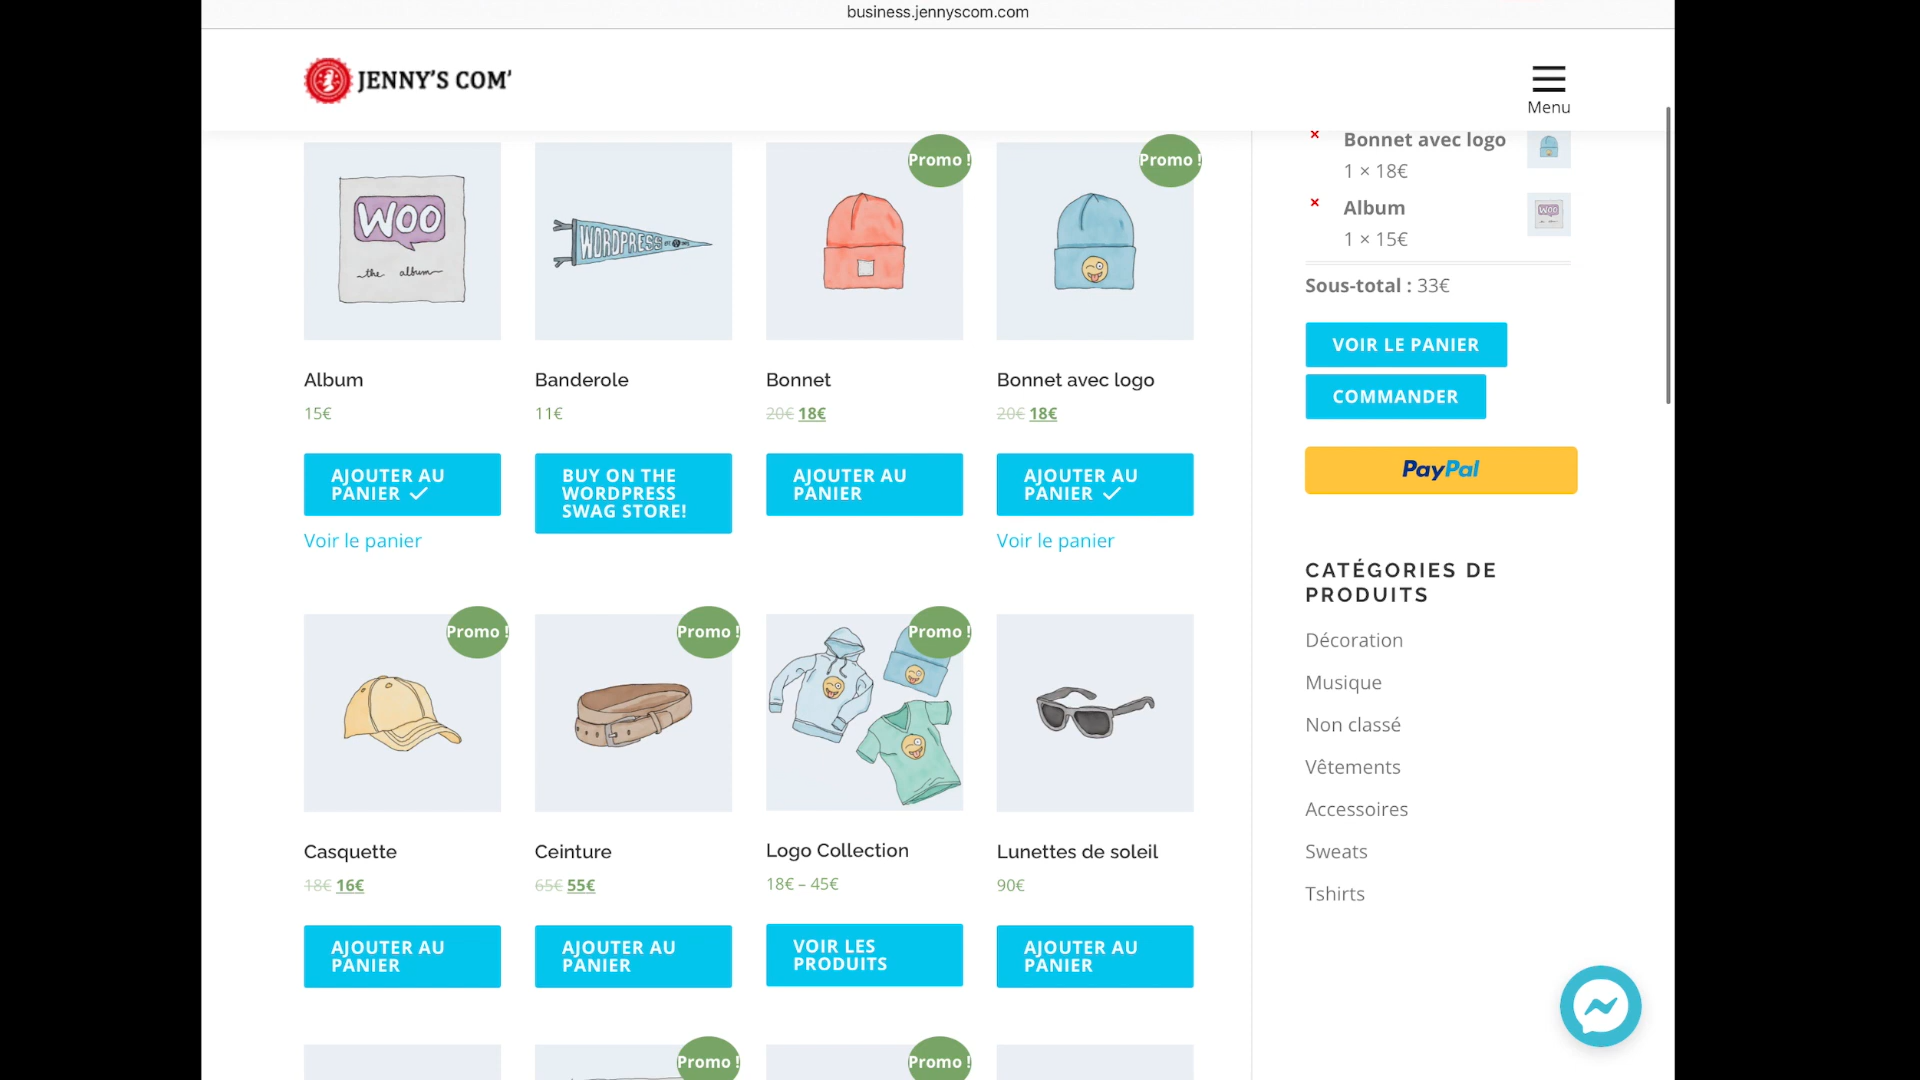 business.jennyscom.com
JENNY'S COM'
Menu
Promo !
Promo !
WOO
the album
WORDPRESS
Album
15€
AJOUTER AU
PANIER
Voir le panier
Banderole
11€
BUY ON THE
WORDPRESS
SWAG STORE!
Bonnet
20€ 18€
AJOUTER AU
PANIER
Bonnet avec logo
20€ 18€
AJOUTER AU
PANIER
Voir le panier
Promo !
Promo !
Promo !
Casquette
18€ 16€
AJOUTER AU
PANIER
Ceinture
65€ 55€
AJOUTER AU
PANIER
Logo Collection
18€ – 45€
VOIR LES
PRODUITS
Lunettes de soleil
90€
AJOUTER AU
PANIER
Promo !
Promo !
× Bonnet avec logo
1 × 18€
× Album
1 × 15€
WOO
Sous-total : 33€
VOIR LE PANIER
COMMANDER
PayPal
CATÉGORIES DE
PRODUITS
Décoration
Musique
Non classé
Vêtements
Accessoires
Sweats
Tshirts